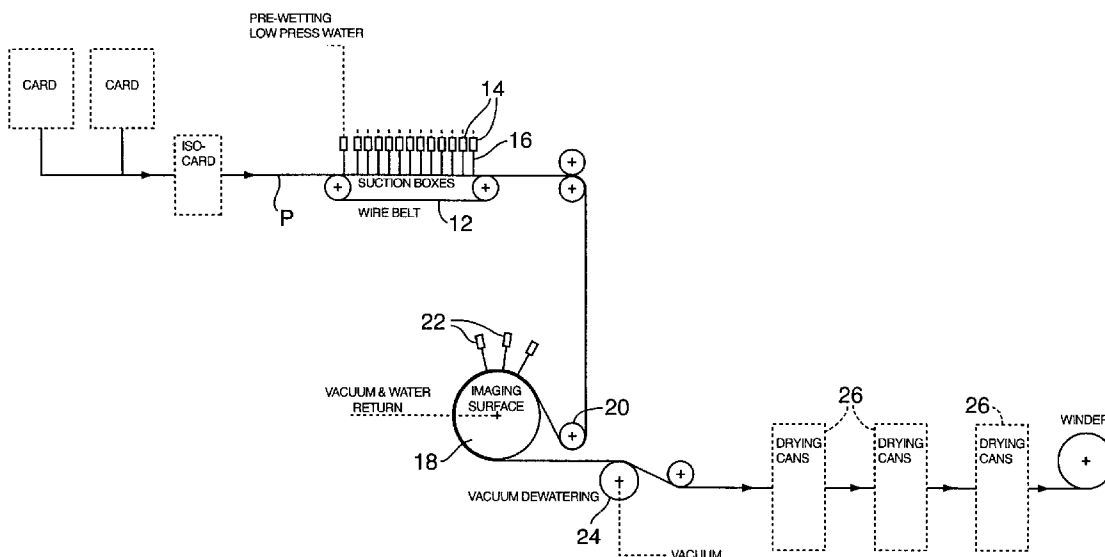 PRE-WETTING
LOW PRESS WATER
CARD
CARD
14
16
ISO-
CARD
SUCTION BOXES
P
WIRE BELT
12
22
VACUUM & WATER
RETURN
IMAGING
SURFACE
20
18
26
26
WINDER
DRYING
CANS
DRYING
CANS
DRYING
CANS
VACUUM DEWATERING
24
VACUUM